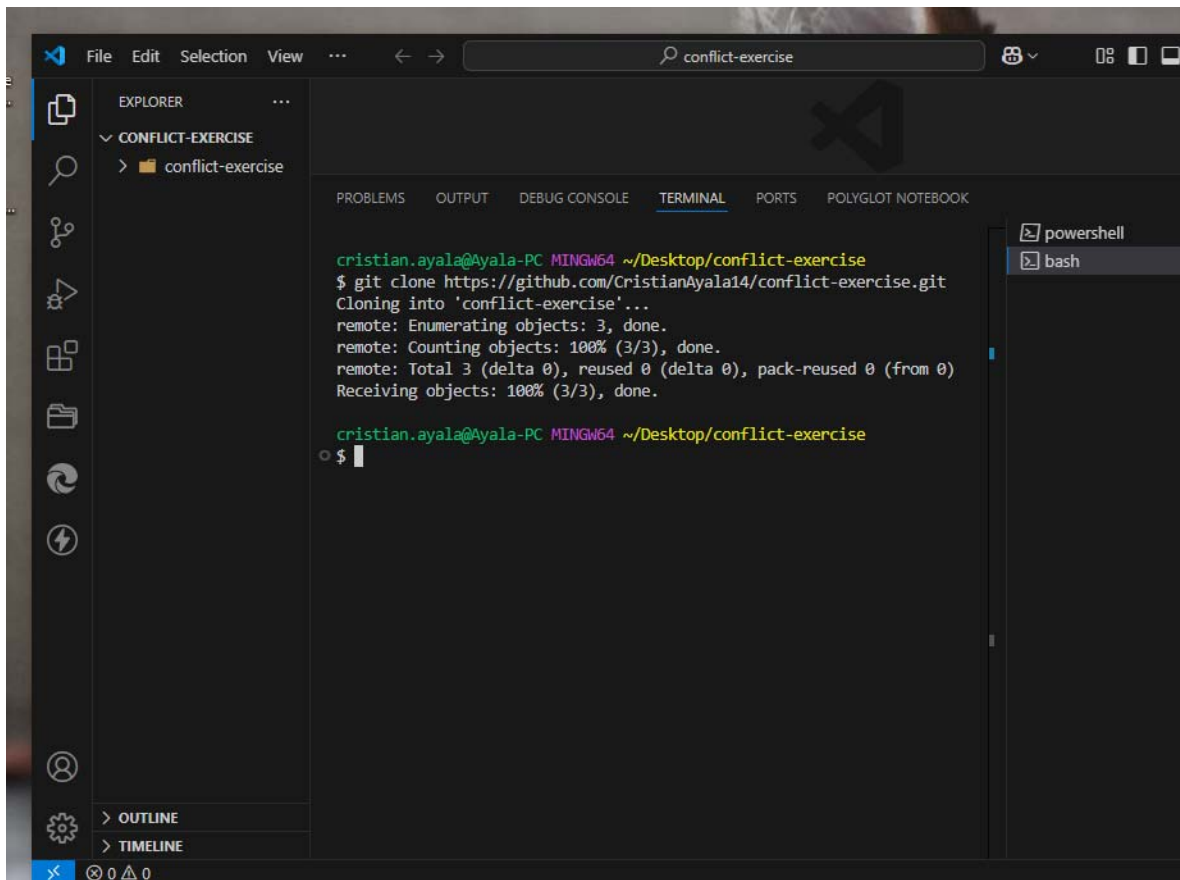 File Edit Selection View ... conflict-exercise
EXPLORER ...
CONFLICT-EXERCISE
conflict-exercise
PROBLEMS OUTPUT DEBUG CONSOLE TERMINAL PORTS POLYGLOT NOTEBOOK
powershell
bash
cristian.ayala@Ayala-PC MINGW64 ~/Desktop/conflict-exercise
$ git clone https://github.com/CristianAyala14/conflict-exercise.git
Cloning into 'conflict-exercise'...
remote: Enumerating objects: 3, done.
remote: Counting objects: 100% (3/3), done.
remote: Total 3 (delta 0), reused 0 (delta 0), pack-reused 0 (from 0)
Receiving objects: 100% (3/3), done.
cristian.ayala@Ayala-PC MINGW64 ~/Desktop/conflict-exercise
$
OUTLINE
TIMELINE
0 0